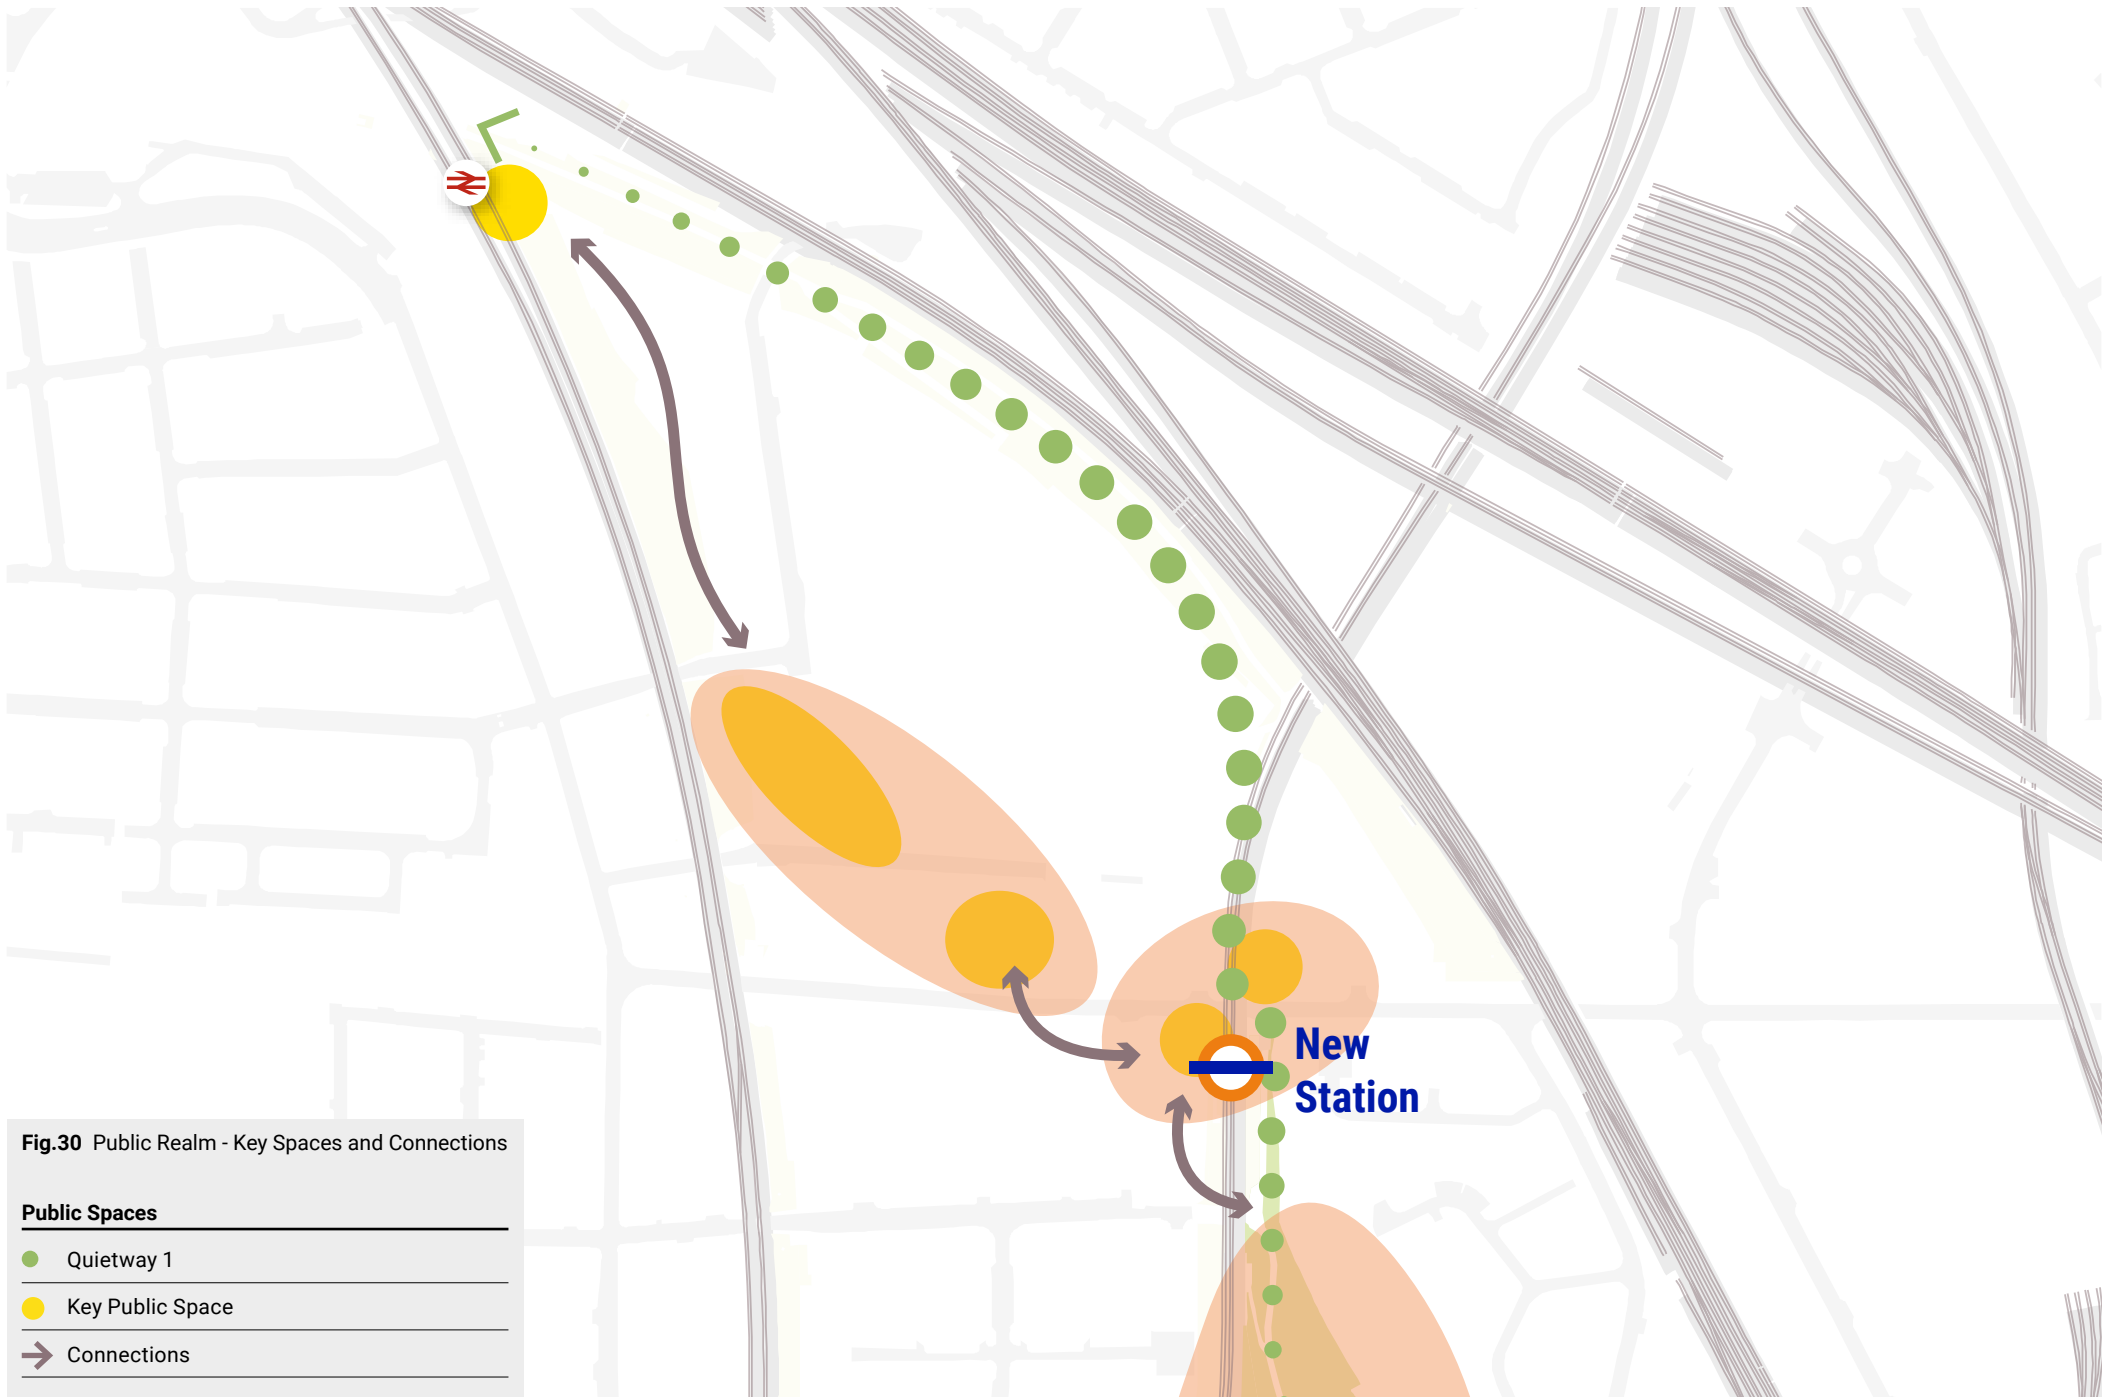 New
Station
Fig.30 Public Realm - Key Spaces and Connections
Public Spaces
Quietway 1
Key Public Space
Connections